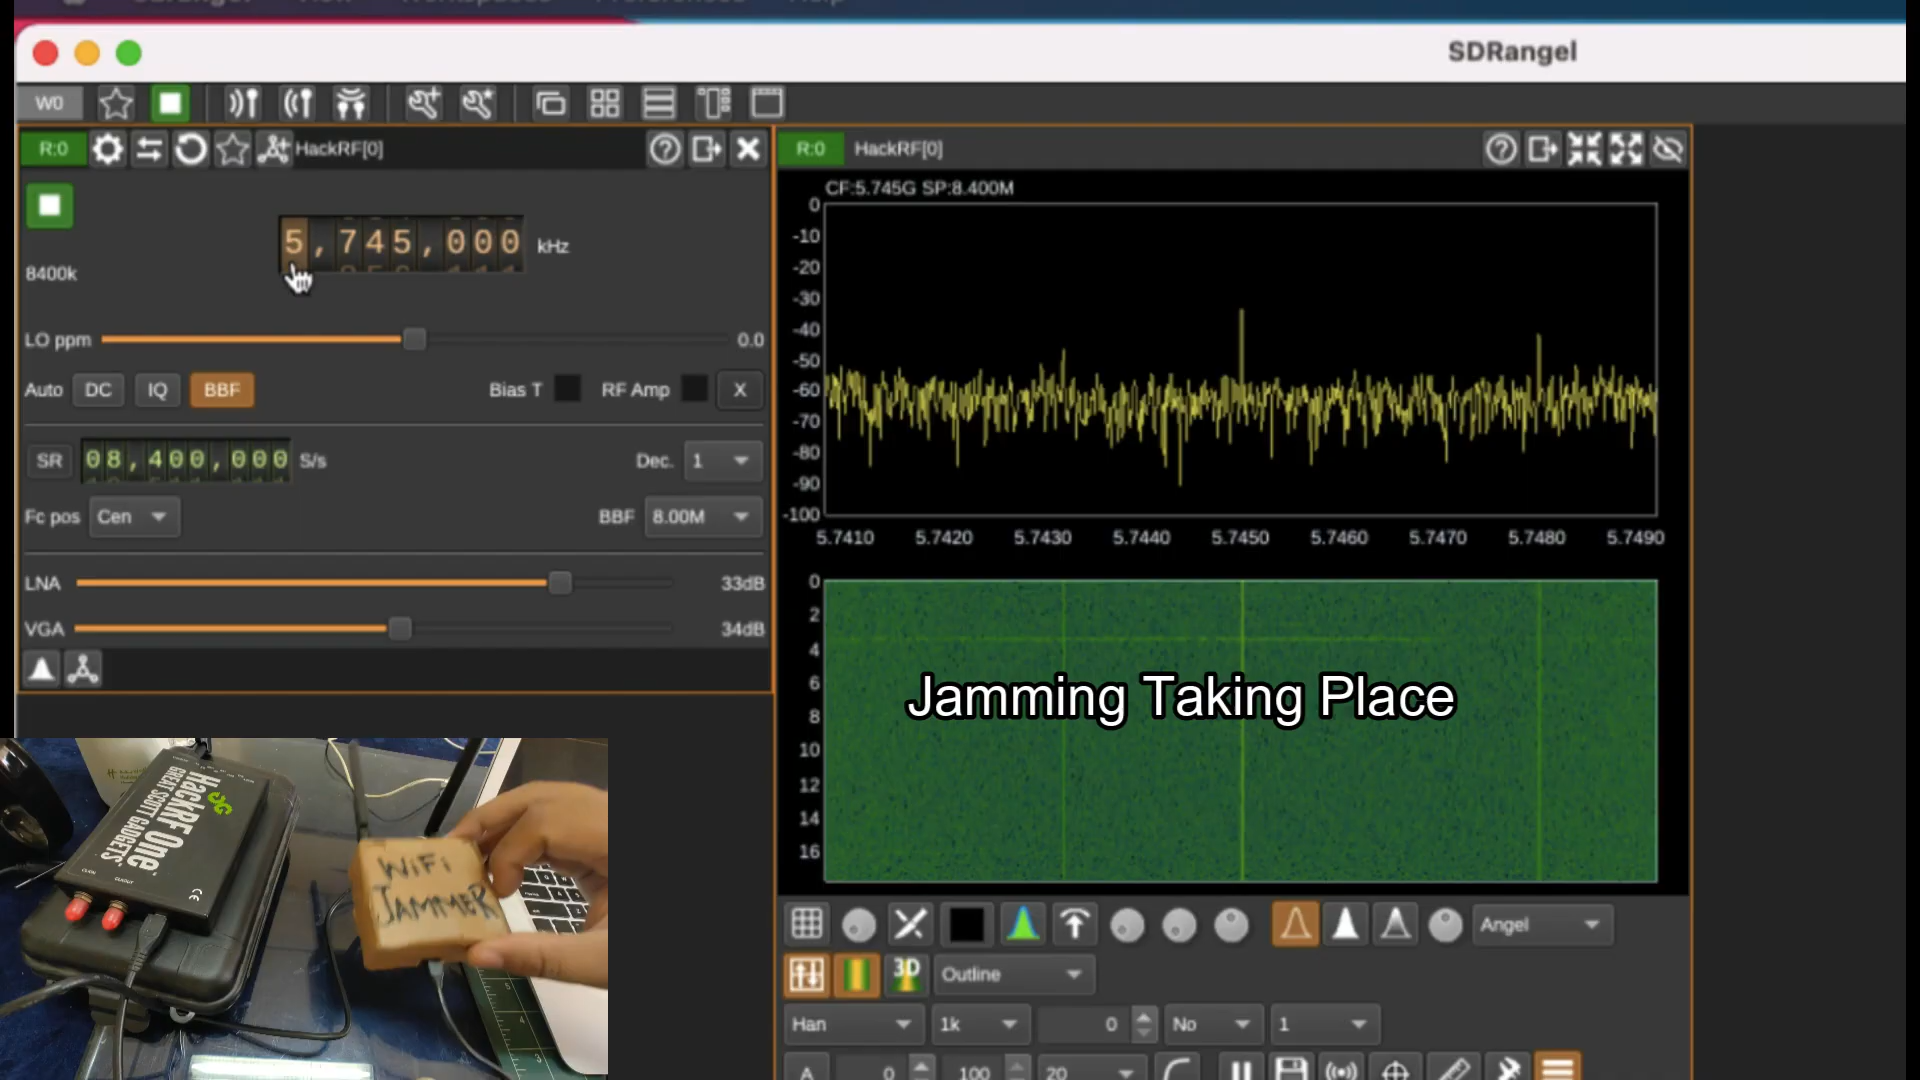 SDRangel
W0
R:0 HackRF[0]
5,745,000 kHz
8400k
LO ppm 0.0
Auto DC IQ BBF Bias T RF Amp X
SR 08,400,000 S/s Dec. 1
Fc pos Cen BBF 8.00M
LNA 33dB
VGA 34dB
R:0 HackRF[0]
CF:5.745G SP:8.400M
0
-10
-20
-30
-40
-50
-60
-70
-80
-90
-100
5.7410 5.7420 5.7430 5.7440 5.7450 5.7460 5.7470 5.7480 5.7490
0
2
4
6
8
10
12
14
16
Jamming Taking Place
Angel
3D Outline
Han 1k 0 No 1
A 0 100 20
HackRF One
GREAT SCOTT GADGETS
WiFi
JAMMER